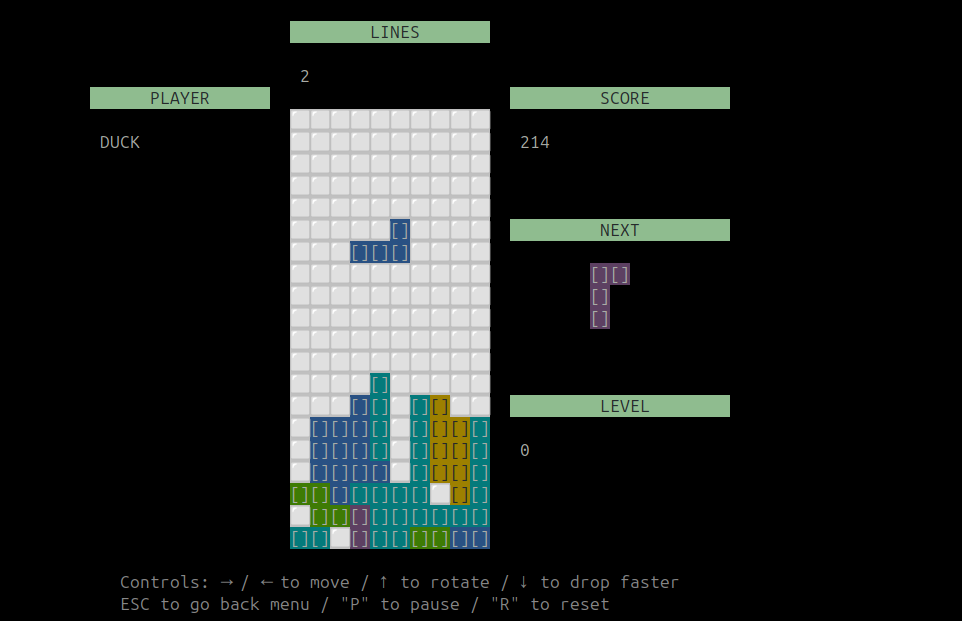 LINES
2
PLAYER
SCORE
DUCK
214
[]
[][][]
NEXT
[][]
[]
[]
[]
[][] [][]
LEVEL
[][][][] [][][][]
[][][][] [][][][]
0
[][][][] [][][][]
[][][][][][][] [][]
[][][][][][][][][]
[][] [][][][][][][]
Controls: →/ ←to move / ↑ to rotate / ↓ to drop faster
ESC to go back menu / "P" to pause / "R" to reset